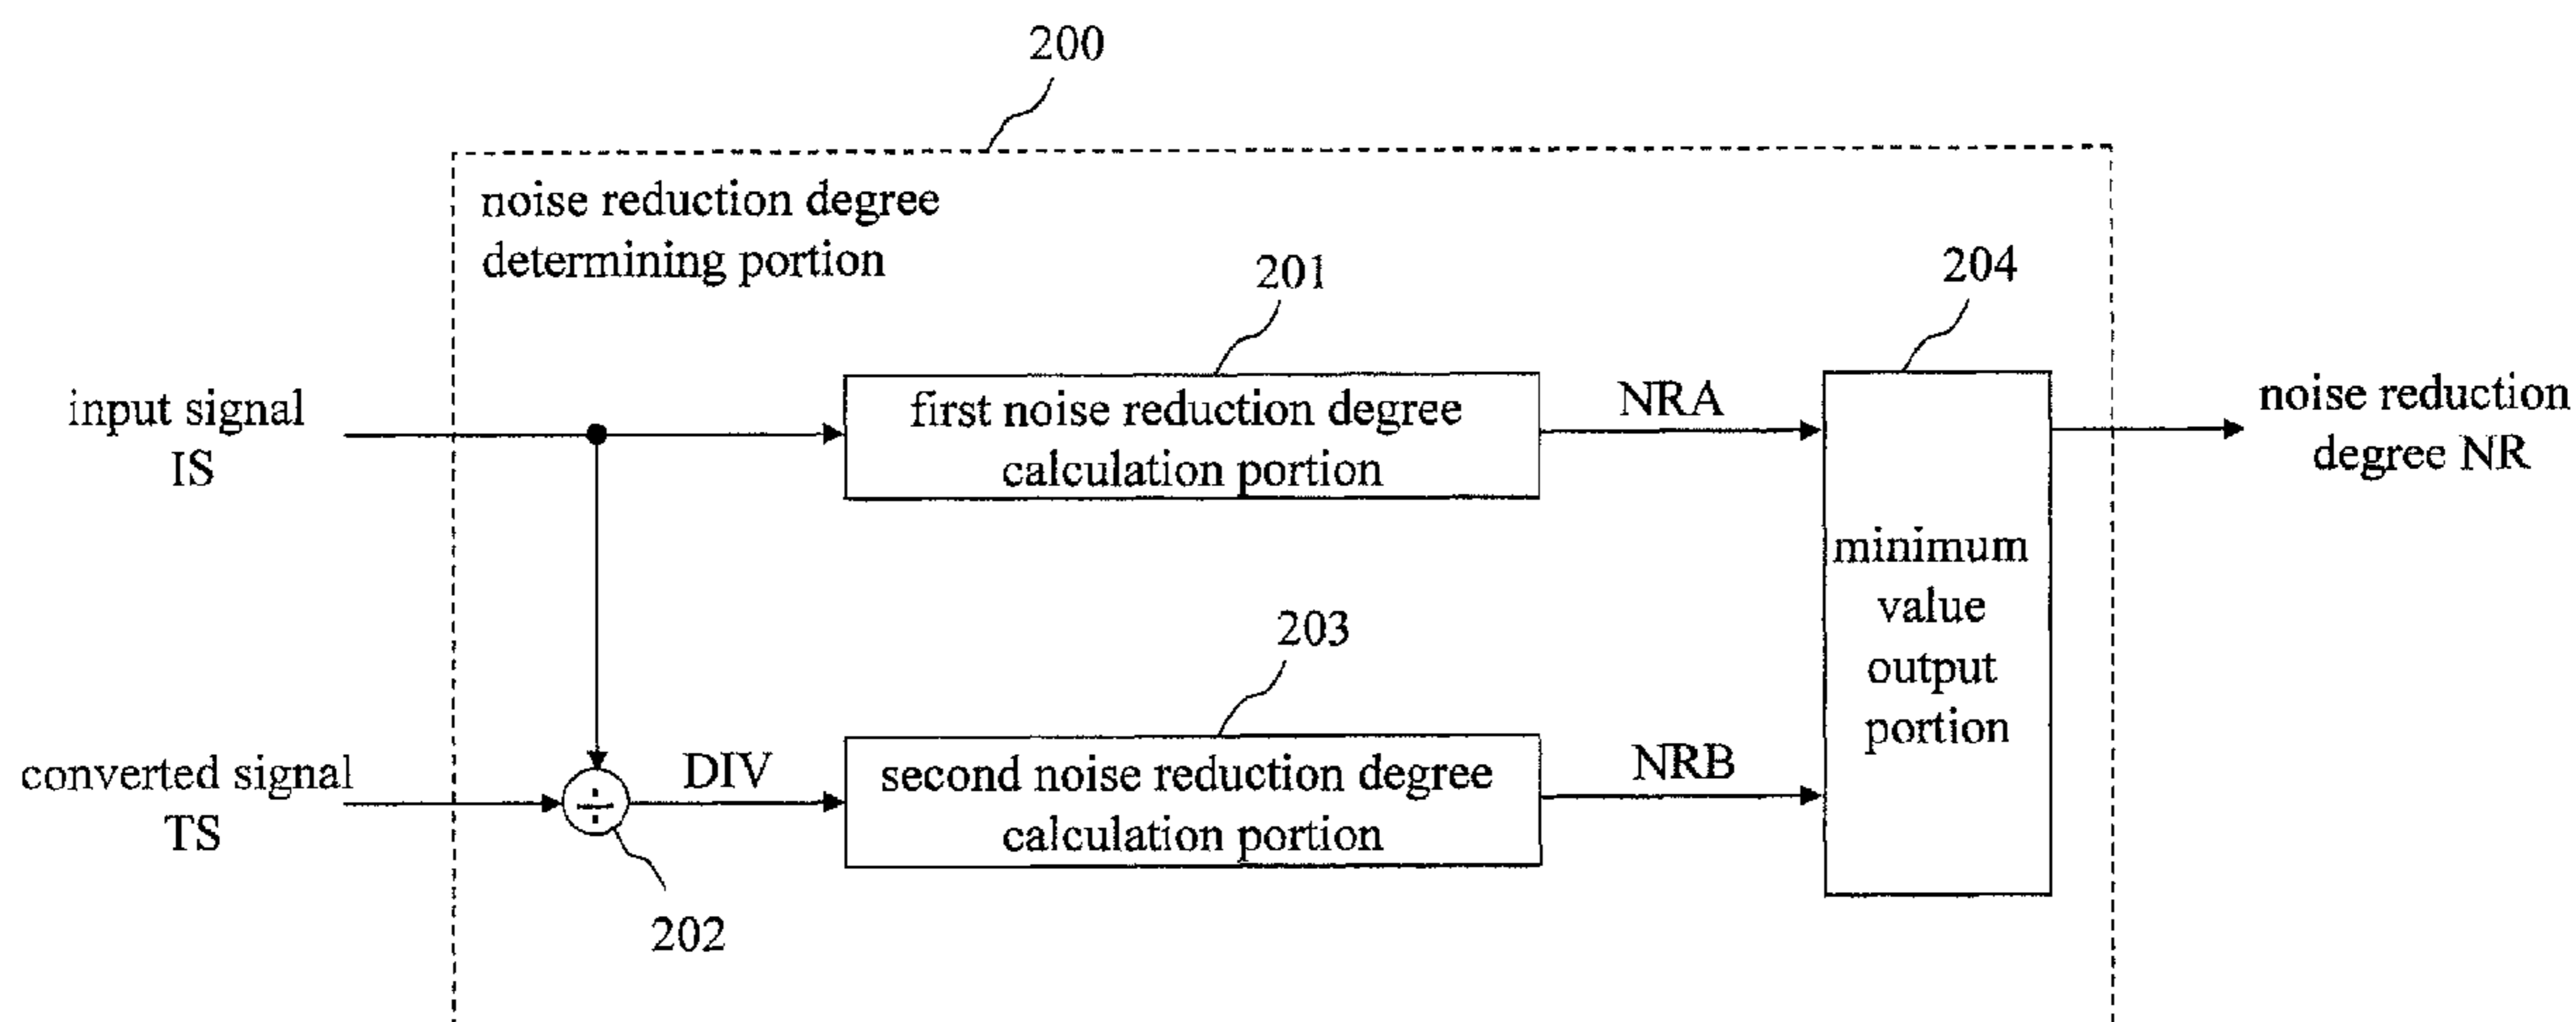 200
noise reduction degree
determining portion
201
204
input signal
IS
first noise reduction degree
calculation portion
NRA
noise reduction
degree NR
minimum
value
output
portion
203
converted signal
TS
÷
DIV
second noise reduction degree
calculation portion
NRB
202